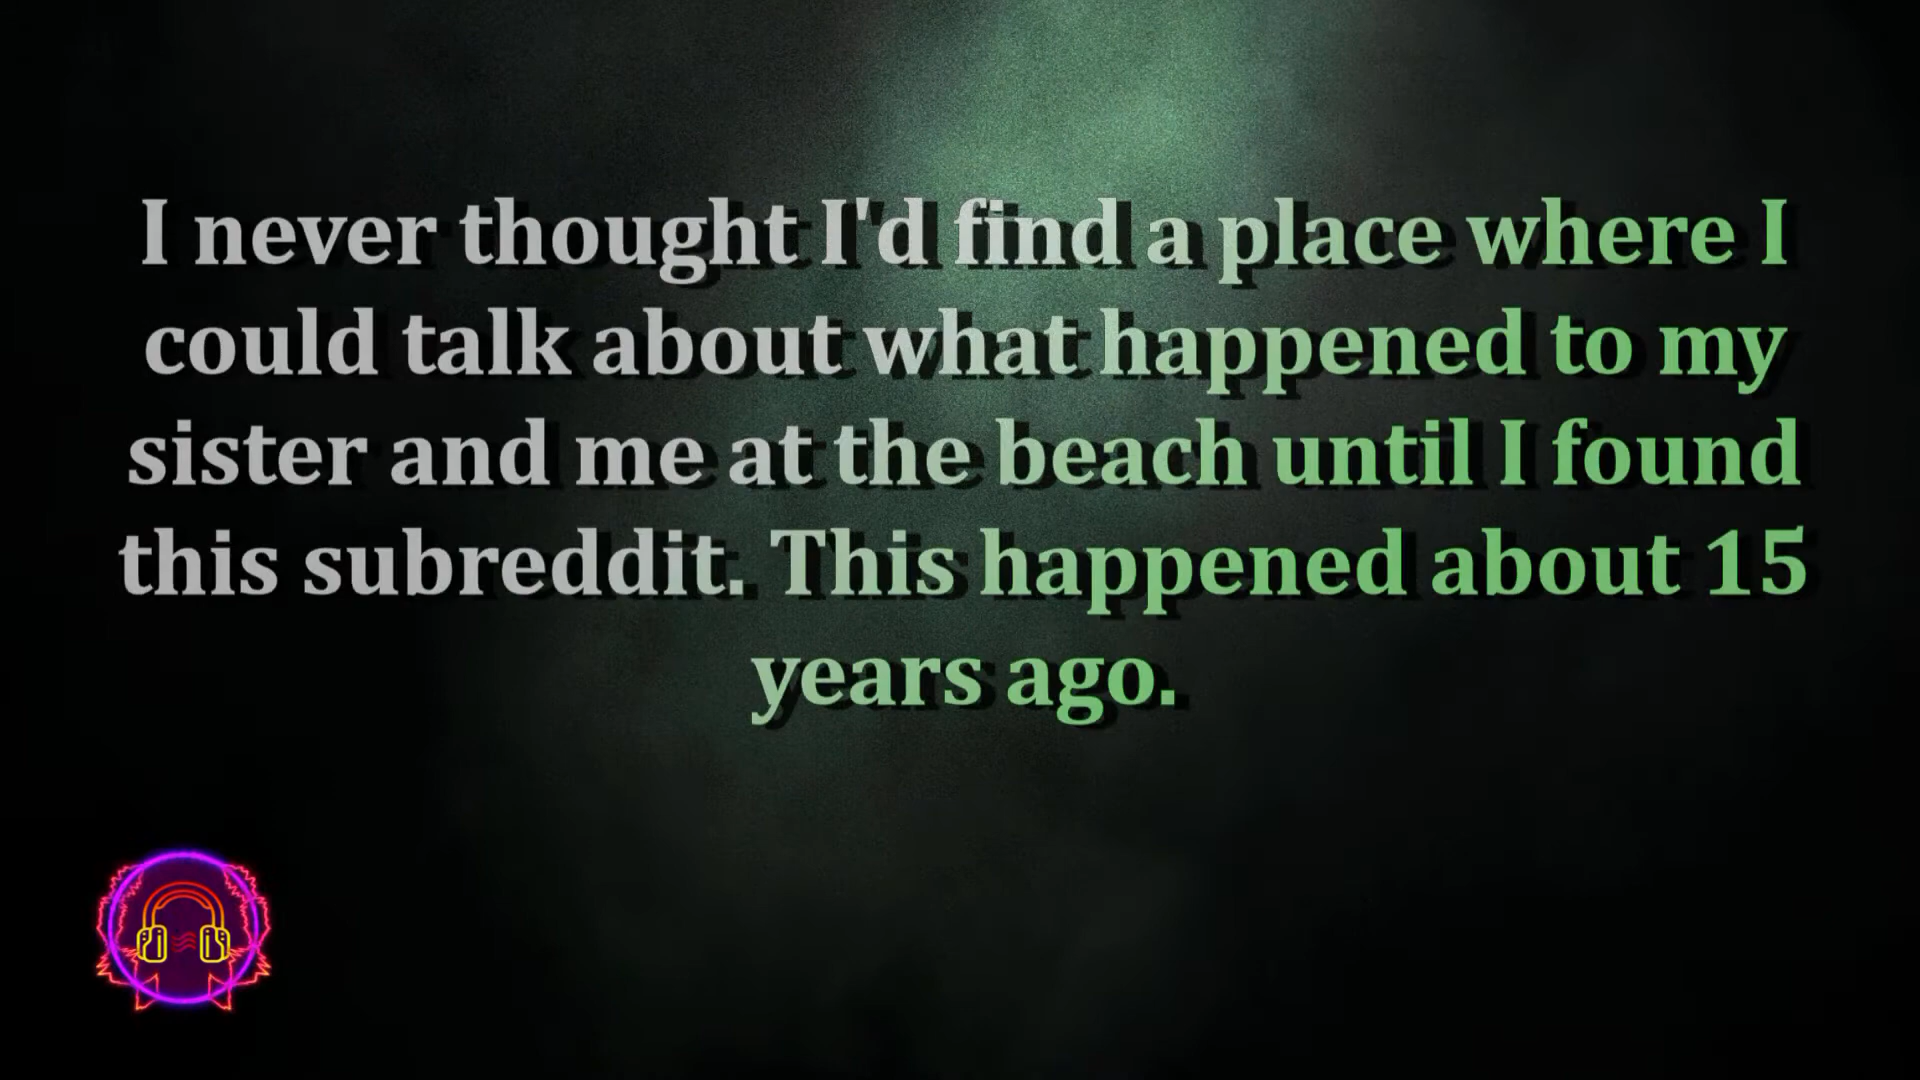 I never thought I'd find a place where I
could talk about what happened to my
sister and me at the beach until I found
this subreddit. This happened about 15
years ago.